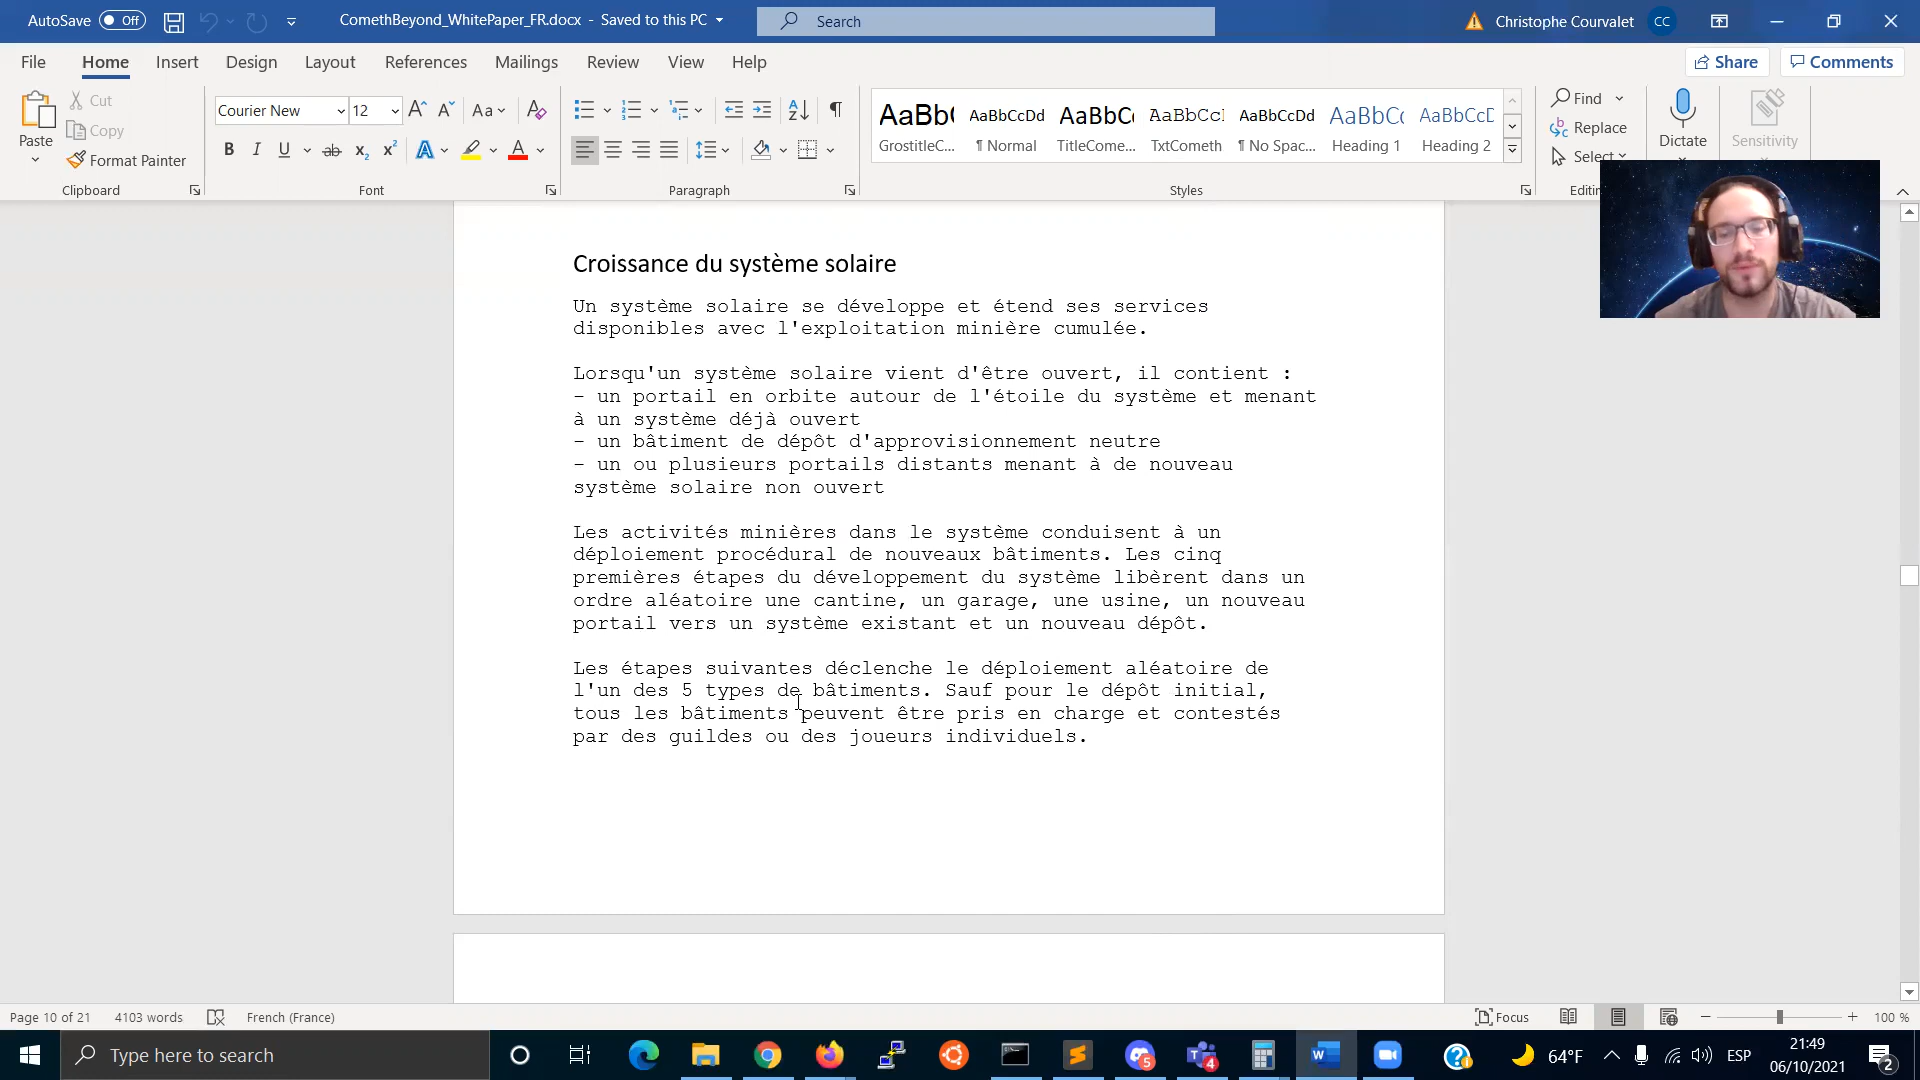 AutoSave Off ComethBeyond_WhitePaper_FR.docx - Saved to this PC Search Christophe Courvalet CC
File Home Insert Design Layout References Mailings Review View Help Share Comments
Paste Cut Copy Format Painter Clipboard
Courier New 12 Font
Paragraph
AaBb( AaBbCcDd AaBbC( AaBbCcI AaBbCcDd AaBbC( AaBbCcD
GrostitleC... ¶ Normal TitleCome... TxtCometh ¶ No Spac... Heading 1 Heading 2
Styles
Find Replace Select
Dictate Sensitivity
Croissance du système solaire
Un système solaire se développe et étend ses services
disponibles avec l'exploitation minière cumulée.
Lorsqu'un système solaire vient d'être ouvert, il contient :
- un portail en orbite autour de l'étoile du système et menant
à un système déjà ouvert
- un bâtiment de dépôt d'approvisionnement neutre
- un ou plusieurs portails distants menant à de nouveau
système solaire non ouvert
Les activités minières dans le système conduisent à un
déploiement procédural de nouveaux bâtiments. Les cinq
premières étapes du développement du système libèrent dans un
ordre aléatoire une cantine, un garage, une usine, un nouveau
portail vers un système existant et un nouveau dépôt.
Les étapes suivantes déclenche le déploiement aléatoire de
l'un des 5 types de bâtiments. Sauf pour le dépôt initial,
tous les bâtiments peuvent être pris en charge et contestés
par des guildes ou des joueurs individuels.
Page 10 of 21 4103 words French (France) Focus 100 %
Type here to search 5 4 64°F ESP 21:49
06/10/2021 2